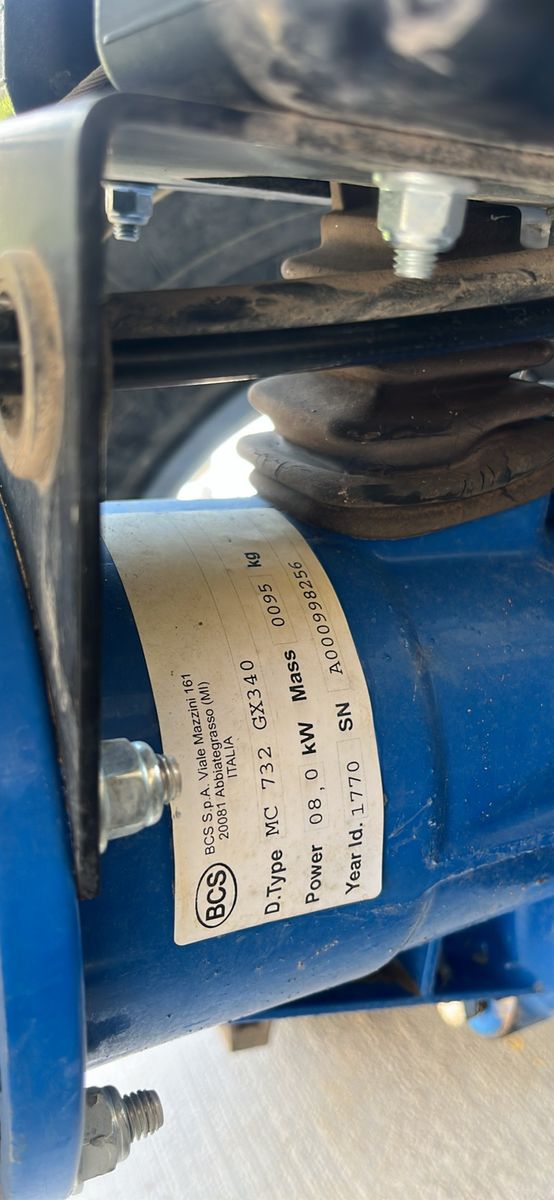 BCS
BCS S.p.A. Viale Mazzini 161
20081 Abbiategrasso (MI)
ITALIA
D.Type MC 732 GX340
Power 08,0 kW Mass 0095 kg
Year Id. 1770 SN A000998256